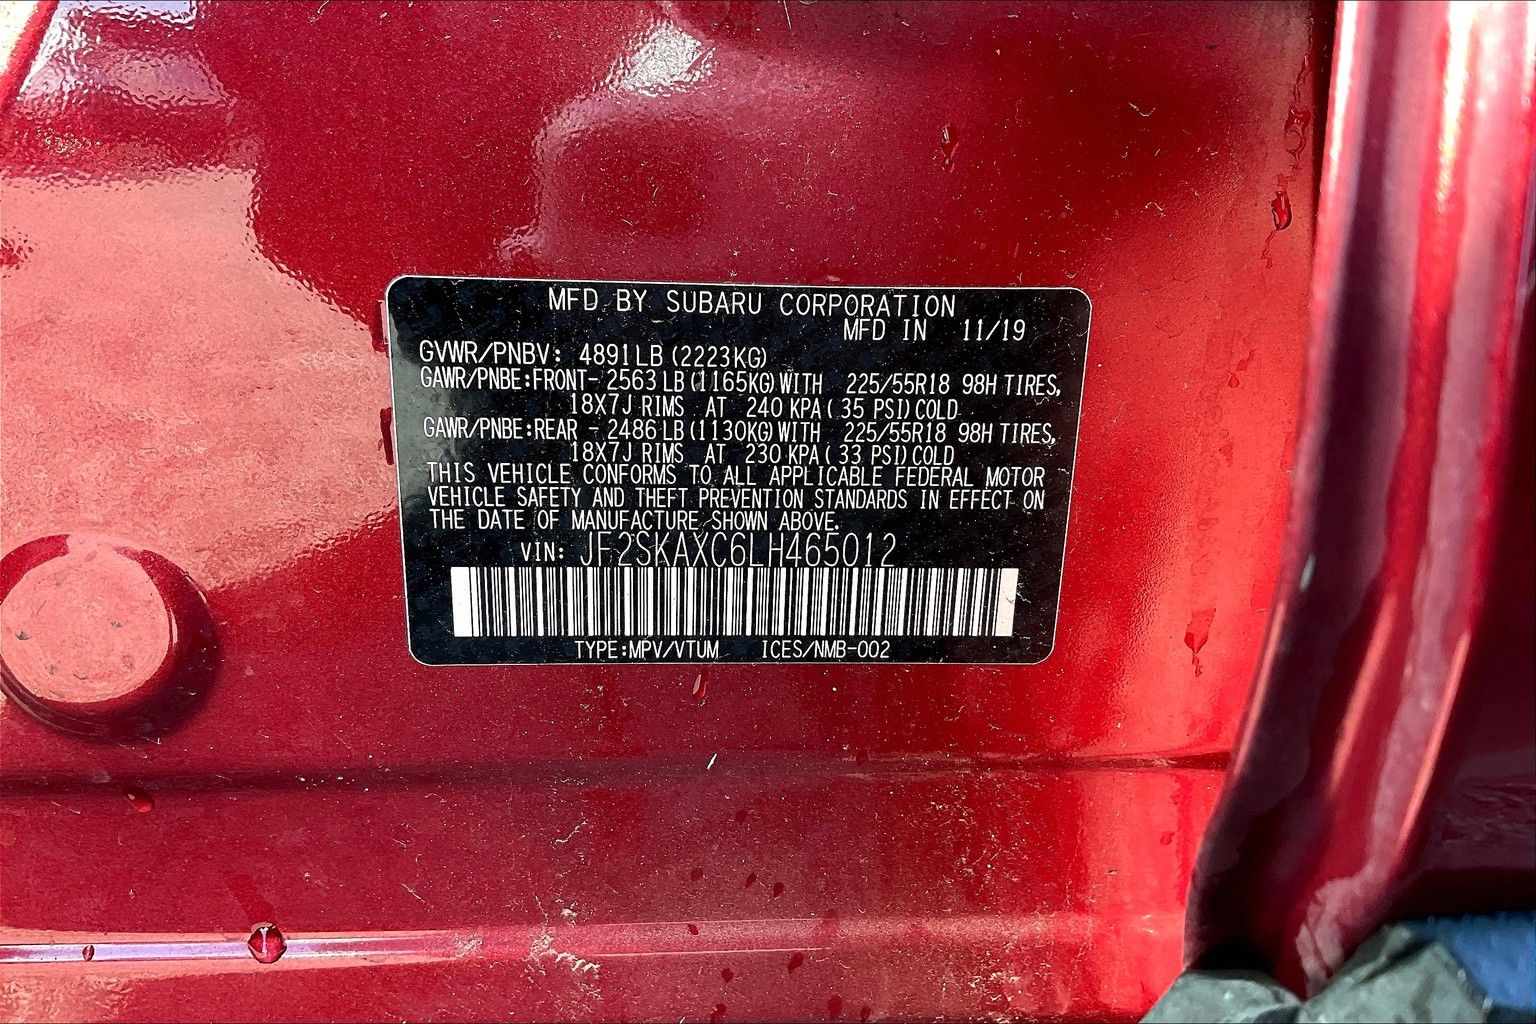 MFD BY SUBARU CORPORATION
MFD IN 11/19
GVWR/PNBV: 4891LB (2223KG)
GAWR/PNBE:FRONT- 2563 LB (1165KG) WITH 225/55R18 98H TIRES,
18X7J RIMS AT 240 KPA ( 35 PSI) COLD
GAWR/PNBE:REAR - 2486 LB (1130KG) WITH 225/55R18 98H TIRES,
18X7J RIMS AT 230 KPA ( 33 PSI) COLD
THIS VEHICLE CONFORMS TO ALL APPLICABLE FEDERAL MOTOR
VEHICLE SAFETY AND THEFT PREVENTION STANDARDS IN EFFECT ON
THE DATE OF MANUFACTURE SHOWN ABOVE.
VIN: JF2SKAXC6LH465012
TYPE:MPV/VTUM ICES/NMB-002